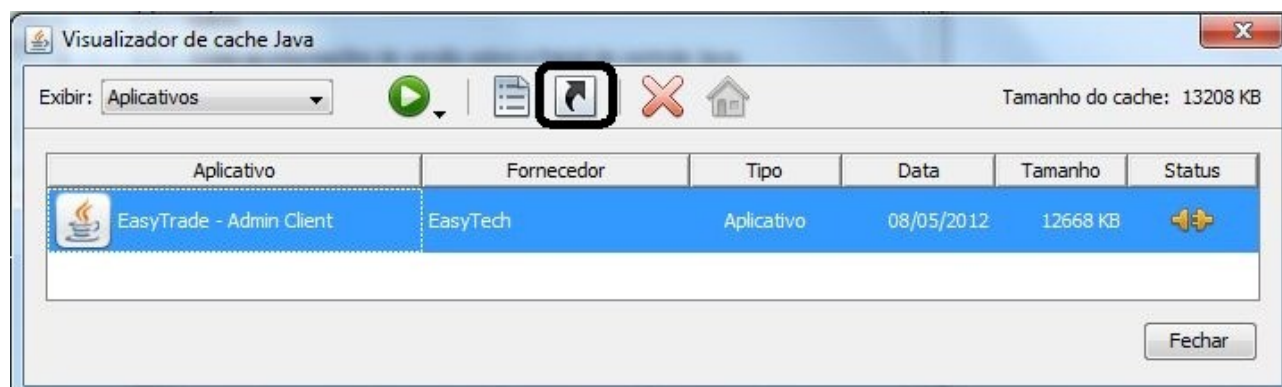 Visualizador de cache Java
Exibir: Aplicativos Tamanho do cache: 13208 KB
Aplicativo Fornecedor Tipo Data Tamanho Status
EasyTrade - Admin Client EasyTech Aplicativo 08/05/2012 12668 KB
Fechar